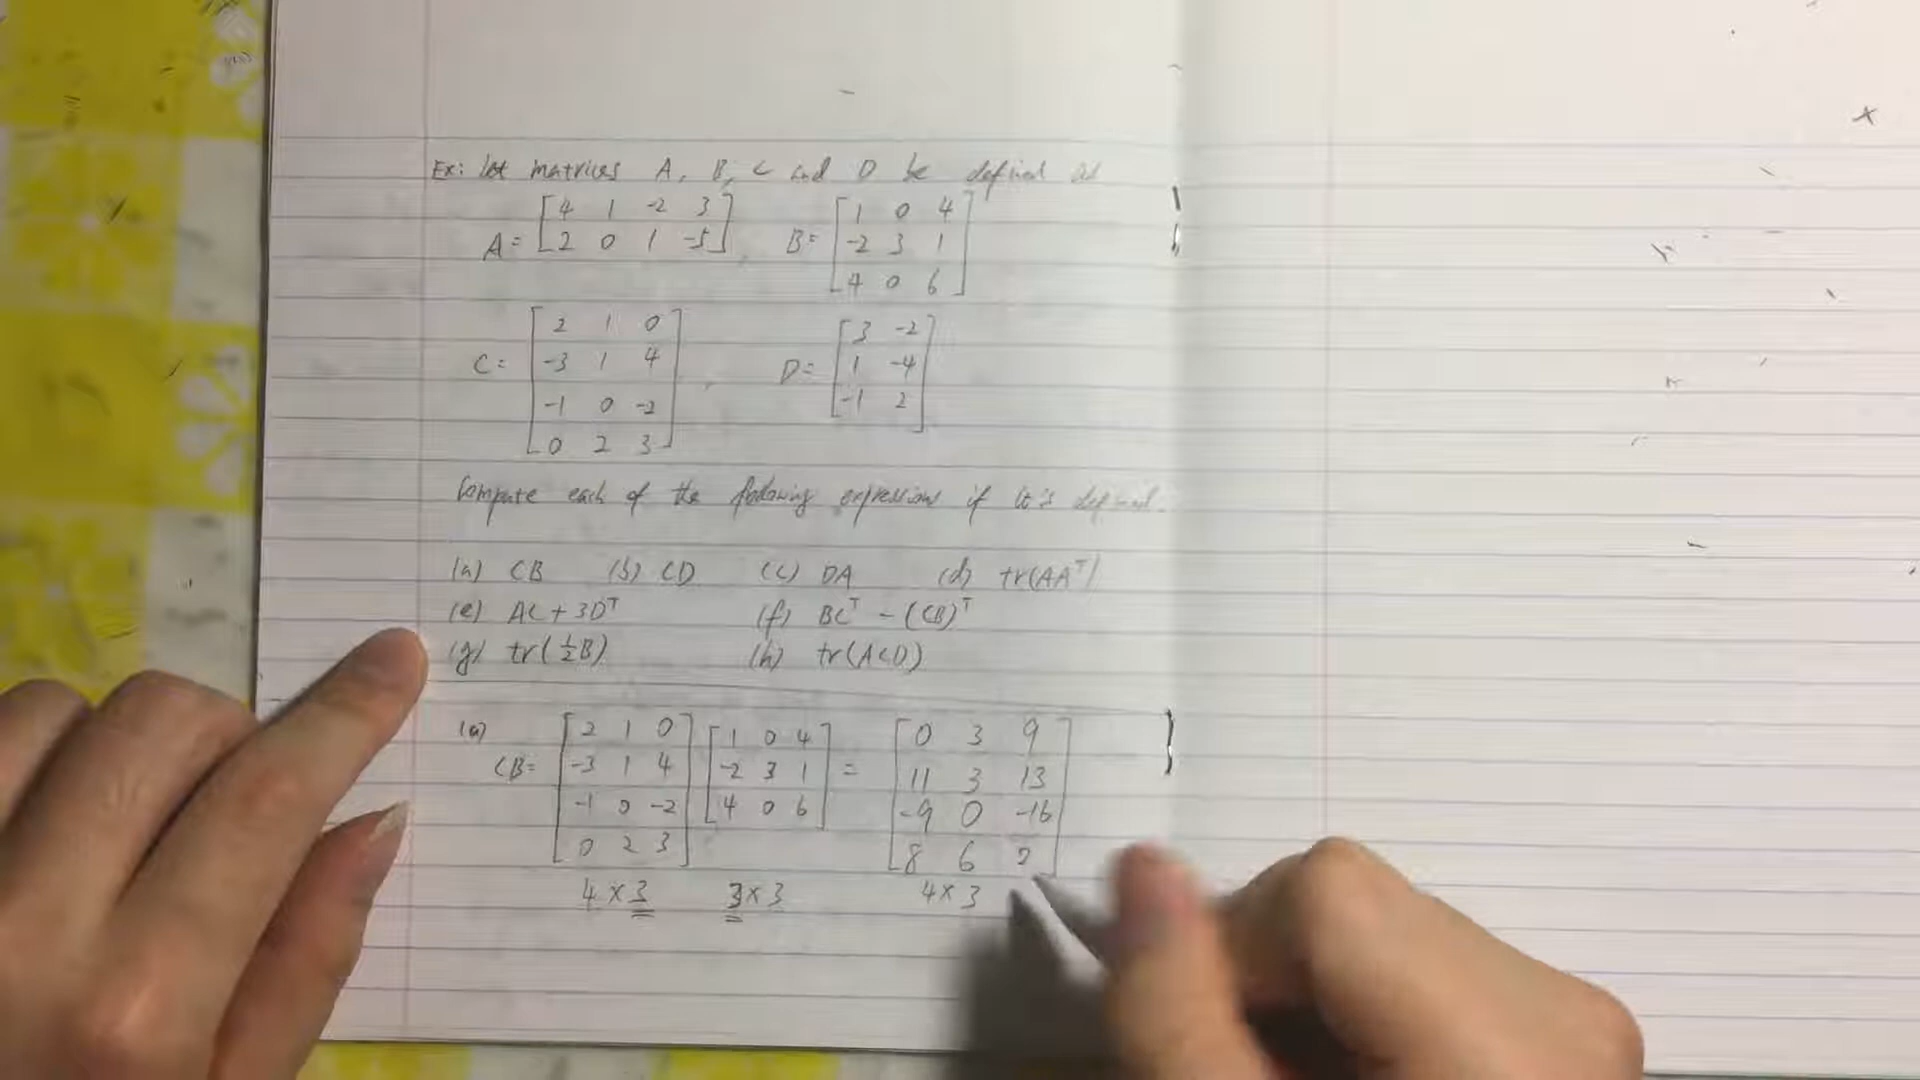 Ex: let matrices A, B, C and D be defined as
A = [4 1 -2 3
2 0 1 -5], B = [1 0 4
-2 3 1
4 0 6]
C = [2 1 0
-3 1 4
-1 0 -2
0 2 3], D = [3 -2
1 -4
-1 2]
Compute each of the following expressions if it's defined.
(a) CB (b) CD (c) DA (d) tr(AA^T)
(e) AC + 3D^T (f) BC^T - (CB)^T
(g) tr(½B) (h) tr(ACD)
(a)
CB = [2 1 0
-3 1 4
-1 0 -2
0 2 3] [1 0 4
-2 3 1
4 0 6] = [0 3 9
11 3 13
-9 0 -16
8 6 2]
4 × 3 3 × 3 4 × 3